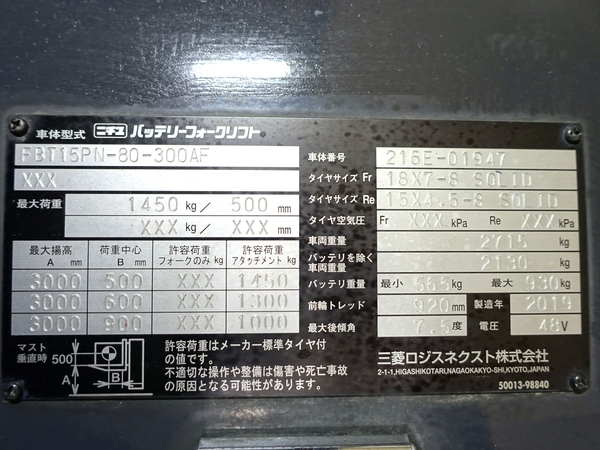 車体型式 ニチユ バッテリーフォークリフト
FBT15PN-80-300AF
XXX
最大荷重 1450 kg/ 500 mm
XXX kg/ XXX mm
最大揚高 A mm 荷重中心 B mm 許容荷重 フォークのみ kg 許容荷重 アタッチメント kg
3000 500 XXX 1450
3000 600 XXX 1300
3000 900 XXX 1000
マスト垂直時 500 A B
許容荷重はメーカー標準タイヤ付
の値です。
不適切な操作や整備は傷害や死亡事故
の原因となる可能性があります。
車体番号 216E-01947
タイヤサイズ Fr 18X7-8 SOLID
タイヤサイズ Re 15X4.5-8 SOLID
タイヤ空気圧 Fr XXX kPa Re XXX kPa
車両重量 2715 kg
バッテリを除く車両重量 2130 kg
バッテリ重量 最小 565 kg 最大 930 kg
前輪トレッド 920 mm 製造年 2019
最大後傾角 7.5 度 電圧 48 V
三菱ロジスネクスト株式会社
2-1-1,HIGASHIKOTARI,NAGAOKAKYO-SHI,KYOTO,JAPAN
50013-98840